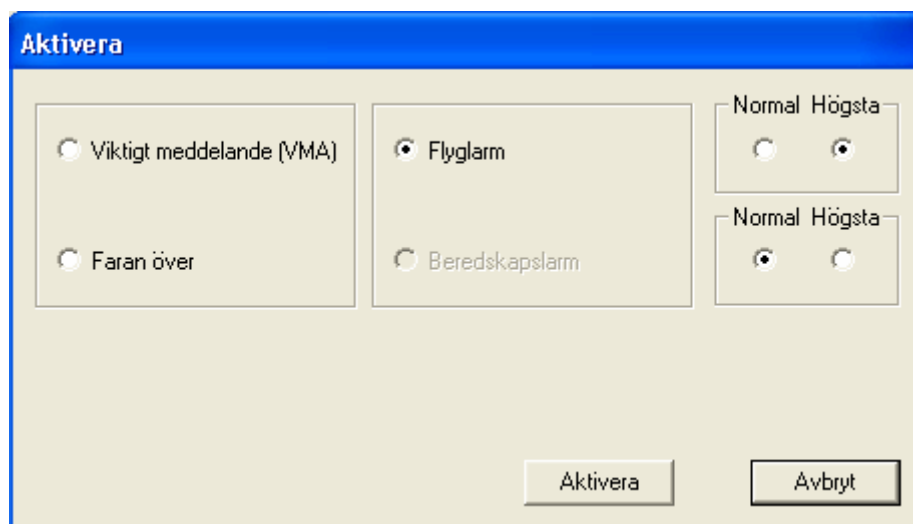 Aktivera
Normal Högsta
Viktigt meddelande (VMA)
Flyglarm
Normal Högsta
Faran över
Beredskapslarm
Aktivera
Avbryt